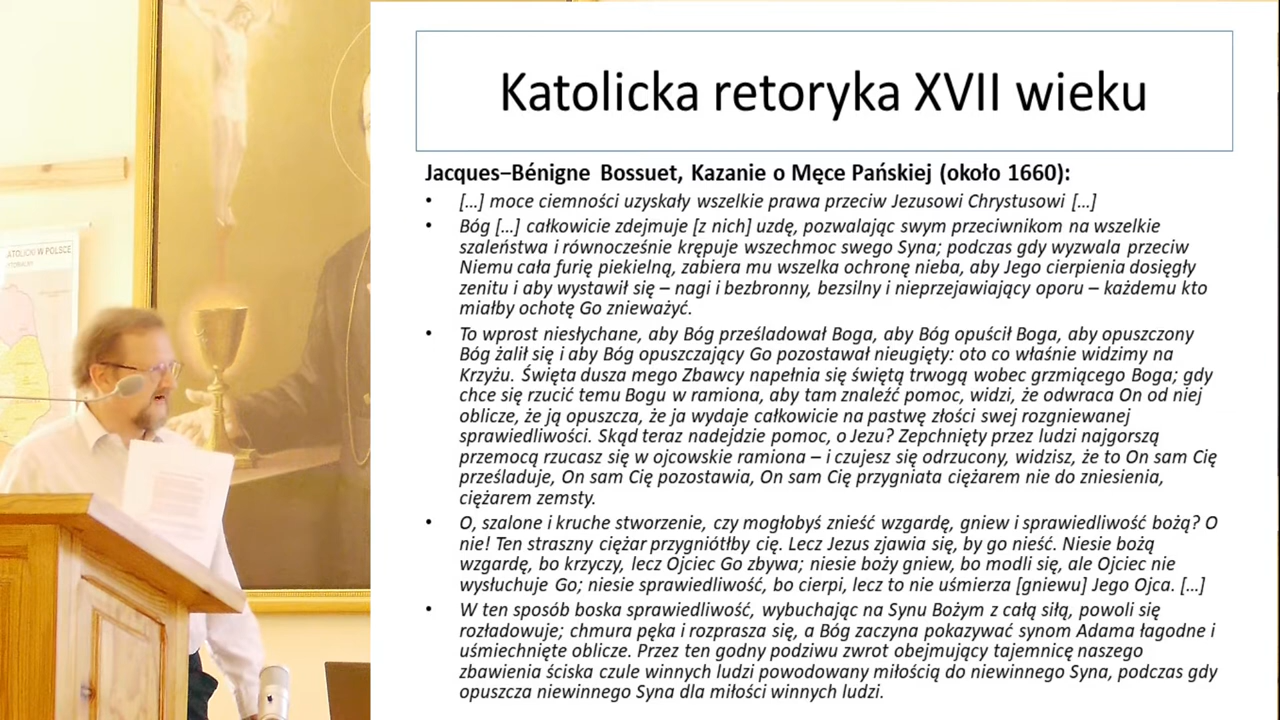 Katolicka retoryka XVII wieku
Jacques–Bénigne Bossuet, Kazanie o Męce Pańskiej (około 1660):
• [...] moce ciemności uzyskały wszelkie prawa przeciw Jezusowi Chrystusowi [...]
• Bóg [...] całkowicie zdejmuje [z nich] uzdę, pozwalając swym przeciwnikom na wszelkie
szaleństwa i równocześnie krępuje wszechmoc swego Syna; podczas gdy wyzwala przeciw
Niemu cała furię piekielną, zabiera mu wszelka ochronę nieba, aby Jego cierpienia dosięgły
zenitu i aby wystawił się – nagi i bezbronny, bezsilny i nieprzejawiający oporu – każdemu kto
miałby ochotę Go znieważyć.
• To wprost niesłychane, aby Bóg prześladował Boga, aby Bóg opuścił Boga, aby opuszczony
Bóg żalił się i aby Bóg opuszczający Go pozostawał nieugięty: oto co właśnie widzimy na
Krzyżu. Święta dusza mego Zbawcy napełnia się świętą trwogą wobec grzmiącego Boga; gdy
chce się rzucić temu Bogu w ramiona, aby tam znaleźć pomoc, widzi, że odwraca On od niej
oblicze, że ją opuszcza, że ja wydaje całkowicie na pastwę złości swej rozgniewanej
sprawiedliwości. Skąd teraz nadejdzie pomoc, o Jezu? Zepchnięty przez ludzi najgorszą
przemocą rzucasz się w ojcowskie ramiona – i czujesz się odrzucony, widzisz, że to On sam Cię
prześladuje, On sam Cię pozostawia, On sam Cię przygniata ciężarem nie do zniesienia,
ciężarem zemsty.
• O, szalone i kruche stworzenie, czy mogłobyś znieść wzgardę, gniew i sprawiedliwość bożą? O
nie! Ten straszny ciężar przygniótłby cię. Lecz Jezus zjawia się, by go nieść. Niesie bożą
wzgardę, bo krzyczy, lecz Ojciec Go zbywa; niesie boży gniew, bo modli się, ale Ojciec nie
wysłuchuje Go; niesie sprawiedliwość, bo cierpi, lecz to nie uśmierza [gniewu] Jego Ojca. [...]
• W ten sposób boska sprawiedliwość, wybuchając na Synu Bożym z całą siłą, powoli się
rozładowuje; chmura pęka i rozprasza się, a Bóg zaczyna pokazywać synom Adama łagodne i
uśmiechnięte oblicze. Przez ten godny podziwu zwrot obejmujący tajemnicę naszego
zbawienia ściska czule winnych ludzi powodowany miłością do niewinnego Syna, podczas gdy
opuszcza niewinnego Syna dla miłości winnych ludzi.
ATOLICKI W POLSCE